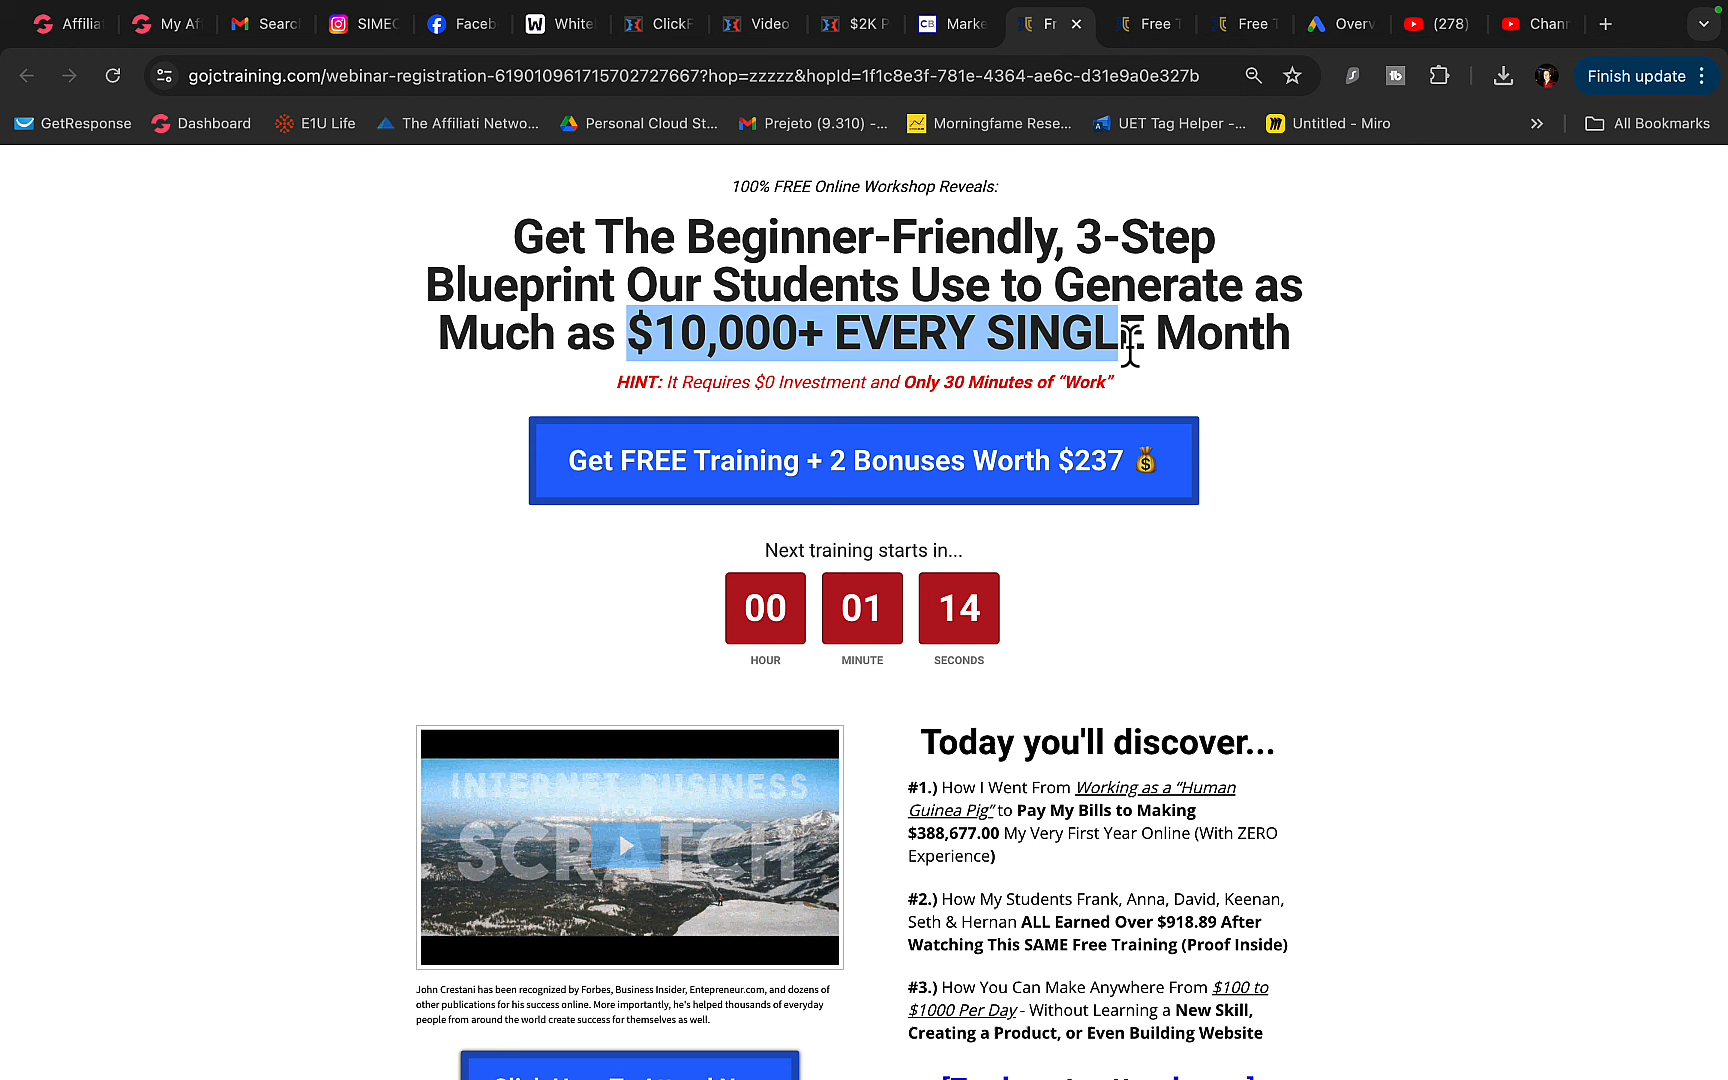 Affilia
My Af
Searc
SIMEC
Faceb
White
ClickF
Video
$2K P
Marke
Fr
Free T
Free T
Overv
(278)
Chan
gojctraining.com/webinar-registration-619010961715702727667?hop=zzzzz&hopId=1f1c8e3f-781e-4364-ae6c-d31e9a0e327b
Finish update
GetResponse
Dashboard
E1U Life
The Affiliati Netwo...
Personal Cloud St...
Prejeto (9.310) -...
Morningfame Rese...
UET Tag Helper -...
Untitled - Miro
All Bookmarks
100% FREE Online Workshop Reveals:
Get The Beginner-Friendly, 3-Step
Blueprint Our Students Use to Generate as
Much as $10,000+ EVERY SINGLE Month
HINT: It Requires $0 Investment and Only 30 Minutes of “Work”
Get FREE Training + 2 Bonuses Worth $237 💰
Next training starts in...
00 01 14
HOUR MINUTE SECONDS
INTERNET BUSINESS
FROM
SCRATCH
John Crestani has been recognized by Forbes, Business Insider, Entepreneur.com, and dozens of
other publications for his success online. More importantly, he's helped thousands of everyday
people from around the world create success for themselves as well.
Today you'll discover...
#1.) How I Went From Working as a “Human
Guinea Pig” to Pay My Bills to Making
$388,677.00 My Very First Year Online (With ZERO
Experience)
#2.) How My Students Frank, Anna, David, Keenan,
Seth & Hernan ALL Earned Over $918.89 After
Watching This SAME Free Training (Proof Inside)
#3.) How You Can Make Anywhere From $100 to
$1000 Per Day - Without Learning a New Skill,
Creating a Product, or Even Building Website